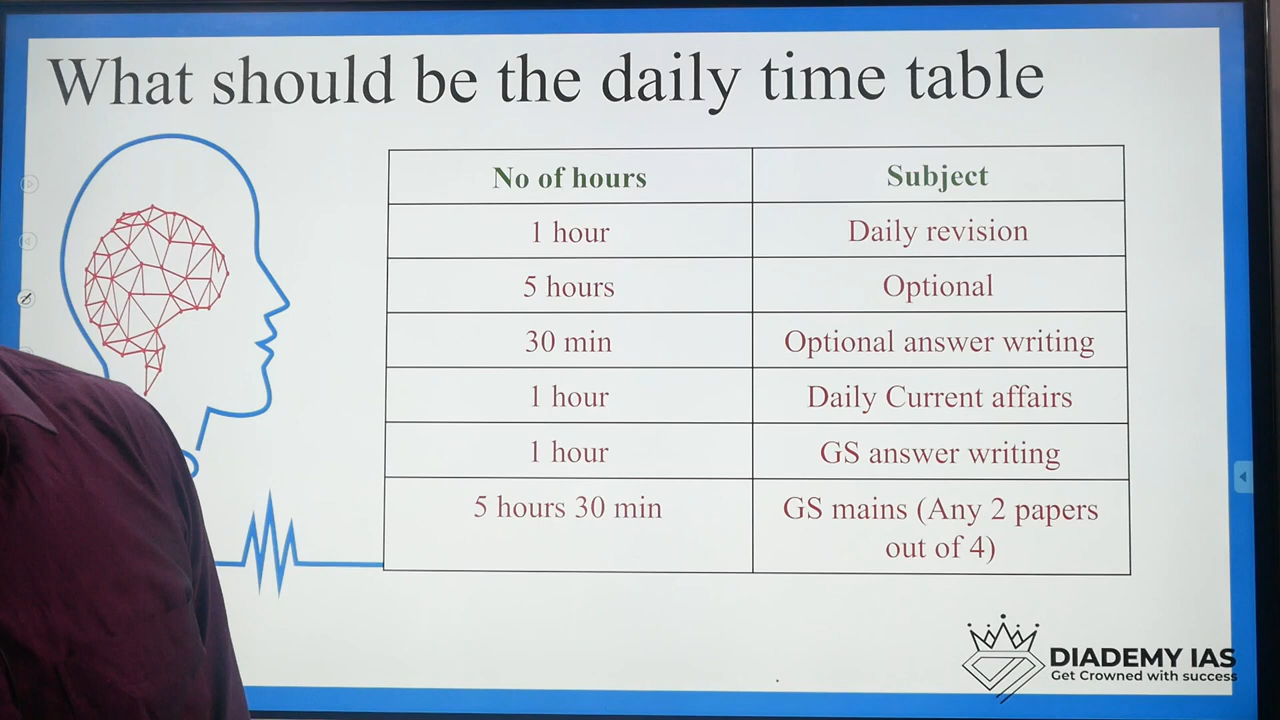 What should be the daily time table
No of hours Subject
1 hour Daily revision
5 hours Optional
30 min Optional answer writing
1 hour Daily Current affairs
1 hour GS answer writing
5 hours 30 min GS mains (Any 2 papers
out of 4)
DIADEMY IAS
Get Crowned with success